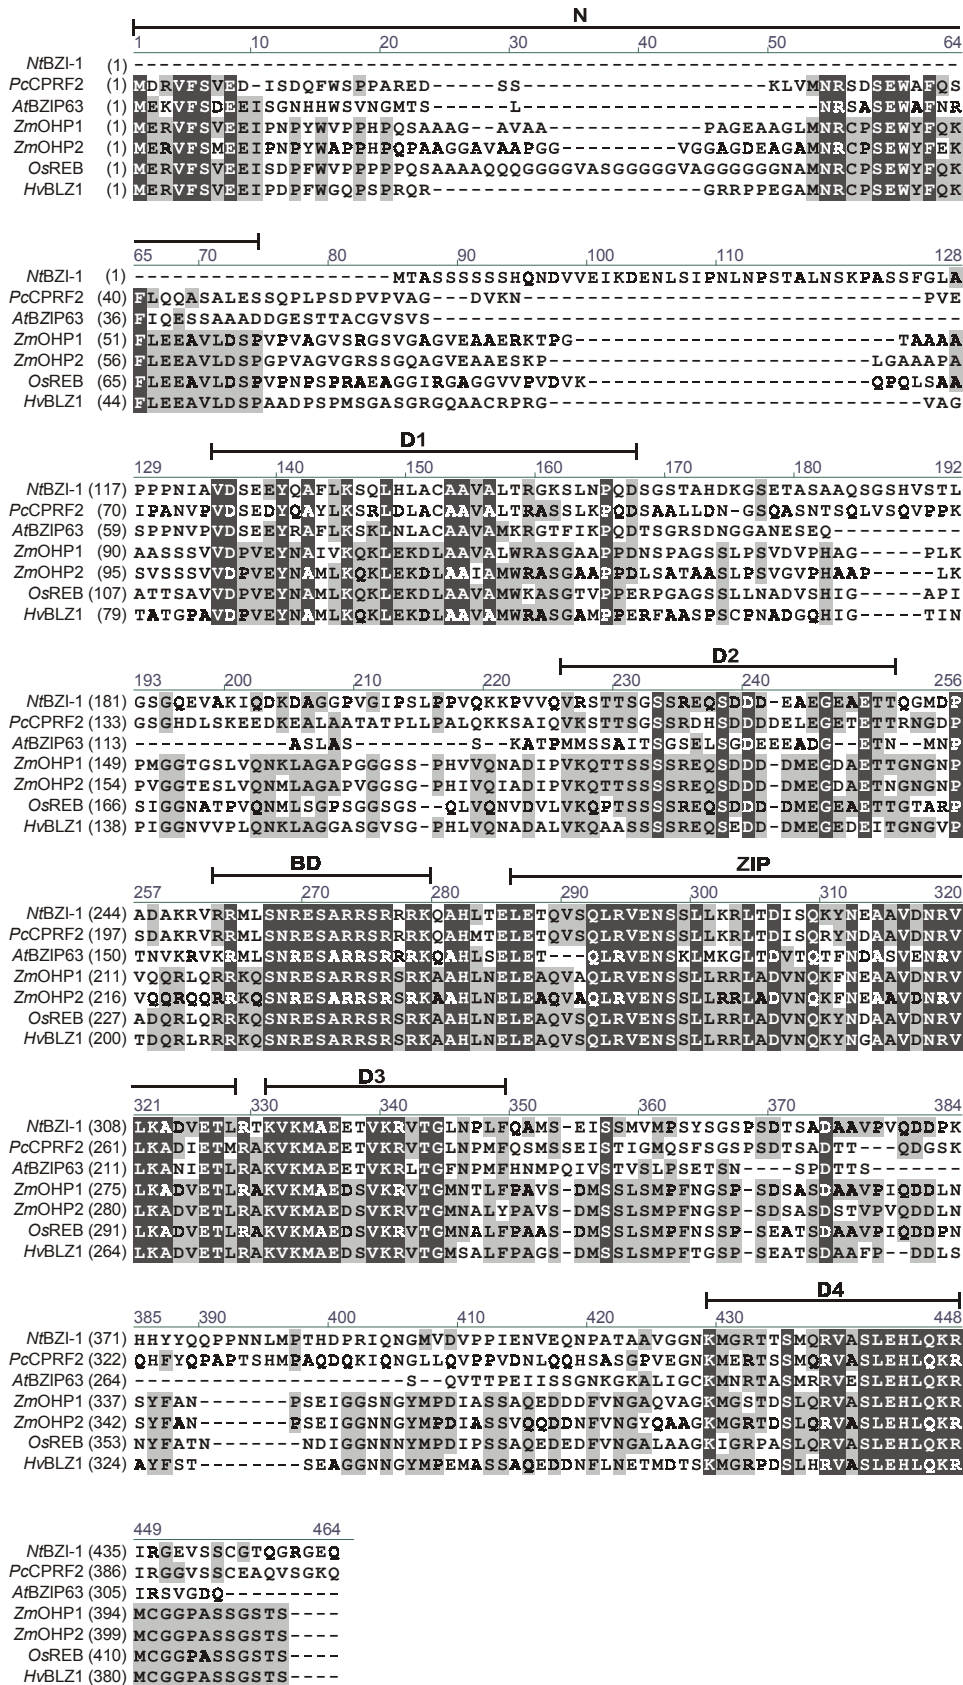 N
1 10 20 30 40 50 64
NtBZI-1 (1) ----------------------------------------------------------------
PcCPRF2 (1) MDRVFSVED-ISDQFWSPPARED-----SS-------------------KLVMNRSDSEWAFQS
AtBZIP63 (1) MEKVFSDEEISGNHHWSVNGMTS------L-----------------------NRSASEWAFNR
ZmOHP1 (1) MERVFSVEEIPNPYWVPPHPQSAAAG--AVAA------------PAGEAAGLMNRCPSEWYFQK
ZmOHP2 (1) MERVFSMEEIPNPYWAPPHPQPAAGGAVAAPGG---------VGGAGDAGAMNRCPSEWYFEK
OsREB (1) MERVFSVEEISDPFWVPPPPPQSAAAAQQQGGGGVASGGGGGVAGGGGGGNAMNRCPSEWYFQK
HvBLZ1 (1) MERVFSVEEIPDPFWGQPSPRQR---------------------GRRPPEGAMNRCPSEWYFQK
65 70 80 90 100 110 128
NtBZI-1 (1) --------------------MTASSSSSSHQNDVVEIKDENLSIPNLNPSTALNSKPASSFGLA
PcCPRF2 (40) FLQQASALESSQPLPSDPVPVAG---DVKN-------------------------------PVE
AtBZIP63 (36) FIQESSAAADDGESTTACGVSVS-----------------------------------------
ZmOHP1 (51) FLEEAVLDSPVPVAGVSRGSVGAGVEAAERKTPG-------------------------TAAAA
ZmOHP2 (56) FLEEAVLDSPGPVAGVGRSSGQAGVEAAESKP-------------------------LGAAAPA
OsREB (65) FLEEAVLDSPVPNPSPRAEAGGIRGAGGVVPVDVK----------------------QPQLSAA
HvBLZ1 (44) FLEEAVLDSPAADPSPMSGASGRGQAACRPRG-----------------------------VAG
D1
129 140 150 160 170 180 192
NtBZI-1 (117) PPPNIAVDSEEYQAFLKSQLHLACAAVALTRGKSLNPQDSGSTAHDKGSETASAAQSGSHVSTL
PcCPRF2 (70) IPANVPVDSEDYQAYLKSRLDLACAAVALTRASSLKPQDSAALLDN-GSQASNTSQLVSQVPPK
AtBZIP63 (59) SPPNVPVDSEEYRAFLKSKLNLACAAVAMKRGTFIKPQDTSGRSDNGGANESEQ----------
ZmOHP1 (90) AASSSVVDPVEYNAIVKQKLEKDLAAVALWRASGAAPPDNSPAGSSLPSVDVPHAG-----PLK
ZmOHP2 (95) SVSSSVVDPVEYNAMLKQKLEKDLAAIAMWRASGAAPPDLSATAASLPSVGVPHAAP-----LK
OsREB (107) ATTSAVVDPVEYNAMLKQKLEKDLAAVAMWKASGTVPPERPGAGSSLLNADVSHIG-----API
HvBLZ1 (79) TATGPAVDPVEYNAMLKQKLEKDLAAVAMWRASGAMPPERFAASPSCPNADGQHIG-----TIN
D2
193 200 210 220 230 240 256
NtBZI-1 (181) GSGQEVAKIQDKDAGGPVGIPSLPPVQKKPVVQVRSTTSGSSREQSDDD-EAEGEAETTQGMDP
PcCPRF2 (133) GSGHDLSKEEDKEALAATATPLLPALQKKSAIQVKSTTSGSSRDHSDDDDELEGETETTRNGDP
AtBZIP63 (113) ------------ASLAS---------S--KATPMMSSAITSGSELSGDEEEADG--ETN--MNP
ZmOHP1 (149) PMGGTGSLVQNKLAGAPGGGSS-PHVVQNADIPVKQTTSSSSREQSDDD-DMEGDAETTGNGNP
ZmOHP2 (154) PVGGTESLVQNMLAGAPVGGSG-PHIVQIADIPVKQTTSSSSREQSDDD-DMEGDAETNGNGNP
OsREB (166) SIGGNATPVQNMLSGPSGGSGS--QLVQNVDVLVKQPTSSSSREQSDDD-DMEGEAETTGTARP
HvBLZ1 (138) PIGGNVVPLQNKLAGGASGVSG-PHLVQNADALVKQAASSSSREQSEDD-DMEGEDEITGNGVP
BD ZIP
257 270 280 290 300 310 320
NtBZI-1 (244) ADAKRVRRMLSNRESARRSRRRKQAHLTELETQVSQLRVENSSLLKRLTDISQKYNEAAVDNRV
PcCPRF2 (197) SDAKRVRRMLSNRESARRSRRRKQAHMTELETQVSQLRVENSSLLKRLTDISQRYNDAAVDNRV
AtBZIP63 (150) TNVKRVKRMLSNRESARRSRRRKQAHLSELET---QLRVENSKLMKGLTDVTQTFNDASVENRV
ZmOHP1 (211) VQQRLQRRKQSNRESARRSRSRKAAHLNELEAQVAQLRVENSSLLRRLADVNQKFNEAAVDNRV
ZmOHP2 (216) VQQRQQRRKQSNRESARRSRSRKAAHLNELEAQVAQLRVENSSLLRRLADVNQKFNEAAVDNRV
OsREB (227) ADQRLQRRKQSNRESARRSRSRKAAHLNELEAQVSQLRVENSSLLRRLADVNQKYNDAAVDNRV
HvBLZ1 (200) TDQRLRRRKQSNRESARRSRSRKAAHLNELEAQVSQLRVENSSLLRRLADVNQKYNGAAVDNRV
D3
321 330 340 350 360 370 384
NtBZI-1 (308) LKADVETLRTKVKMAEETVKRVTGLNPLFQAMS-EISSMVMPSYSGSPSDTSADAAVPVQDDPK
PcCPRF2 (261) LKADIETMRAKVKMAEETVKRVTGLNPMFQSMSSEISTIGMQSFSGSPSDTSADTT---QDGSK
AtBZIP63 (211) LKANIETLRAKVKMAEETVKRLTGFNPMFHNMPQIVSTVSLPSETSN----SPDTTS-------
ZmOHP1 (275) LKADVETLRAKVKMAEDSVKRVTGMNTLFPAVS-DMSSLSMPFNGSP-SDSASDAAVPIQDDLN
ZmOHP2 (280) LKADVETLRAKVKMAEDSVKRVTGMNALYPAVS-DMSSLSMPFNGSP-SDSASDSTVPVQDDLN
OsREB (291) LKADVETLRAKVKMAEDSVKRVTGMNALFPAAS-DMSSLSMPFNSSP-SEATSDAAVPIQDDPN
HvBLZ1 (264) LKADVETLRAKVKMAEDSVKRVTGMSALFPAGS-DMSSLSMPFTGSP-SEATSDAAFP--DDLS
D4
385 390 400 410 420 430 448
NtBZI-1 (371) HHYYQQPPNNLMPTHDPRIQNGMVDVPPIENVEQNPATAAVGGNKMGRTTSMQRVASLEHLQKR
PcCPRF2 (322) QHFYQPAPTSHMPAQDQKIQNGLLQVPPVDNLQQHSASGPVEGNKMERTSSMQRVASLEHLQKR
AtBZIP63 (264) ---------------------S--QVTTPEIISSGNKGKALIGCKMNRTASMRRVESLEHLQKR
ZmOHP1 (337) SYFAN-------PSEIGGSNGYMPDIASSAQEDDDFVNGAQVAGKMGSTDSLQRVASLEHLQKR
ZmOHP2 (342) SYFAN-------PSEIGGNNGYMPDIASSVQQDDNFVNGYQAAGKMGRTDSLQRVASLEHLQKR
OsREB (353) NYFATN-------NDIGGNNNYMPDIPSSAQEDEDFVNGALAAGKIGRPASLQRVASLEHLQKR
HvBLZ1 (324) AYFST--------SEAGGNNGYMPEMASSAQEDDNFLNETMDTSKMGRPDSLHRVASLEHLQKR
449 464
NtBZI-1 (435) IRGEVSSCGTQGRGEQ
PcCPRF2 (386) IRGGVSSCEAQVSGKQ
AtBZIP63 (305) IRSVGDQ---------
ZmOHP1 (394) MCGGPASSGSTS----
ZmOHP2 (399) MCGGPASSGSTS----
OsREB (410) MCGGPASSGSTS----
HvBLZ1 (380) MCGGPASSGSTS----